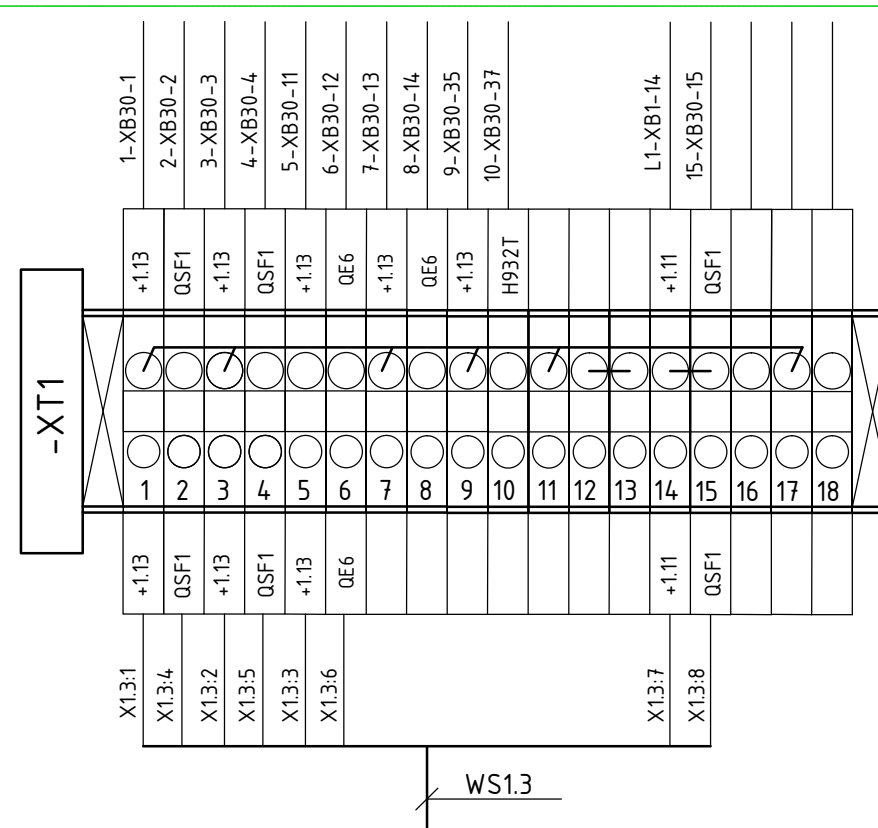 1-XB30-1
2-XB30-2
3-XB30-3
4-XB30-4
5-XB30-11
6-XB30-12
7-XB30-13
8-XB30-14
9-XB30-35
10-XB30-37
L1-XB1-14
15-XB30-15
+1.13
QSF1
+1.13
QSF1
+1.13
QE6
+1.13
QE6
+1.13
H932T
+1.11
QSF1
-XT1
1 2 3 4 5 6 7 8 9 10 11 12 13 14 15 16 17 18
+1.13
QSF1
+1.13
QSF1
+1.13
QE6
+1.11
QSF1
X1.3:1
X1.3:4
X1.3:2
X1.3:5
X1.3:3
X1.3:6
X1.3:7
X1.3:8
WS1.3